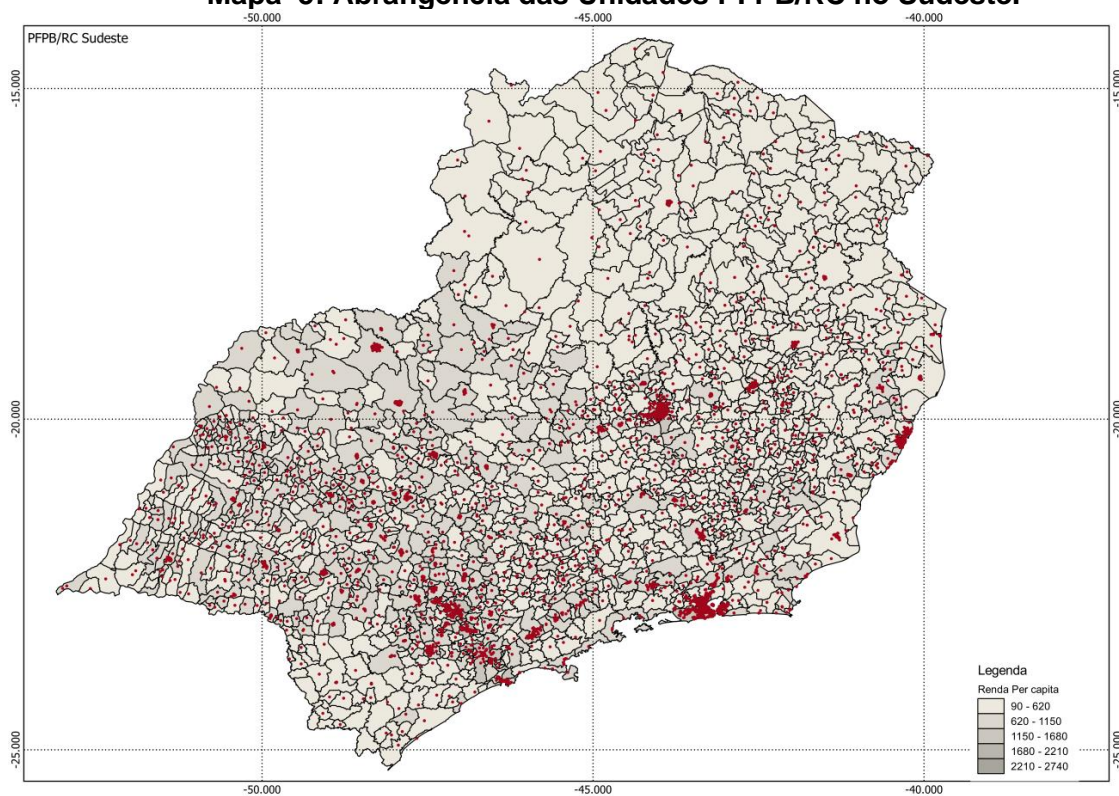 Mapa 6: Abrangência das Unidades PFPB/RC no Sudeste.
-50.000 -45.000 -40.000
PFPB/RC Sudeste
-15.000 -15.000
-20.000 -20.000
-25.000 -25.000
Legenda
Renda Per capita
90 - 620
620 - 1150
1150 - 1680
1680 - 2210
2210 - 2740
-50.000 -45.000 -40.000